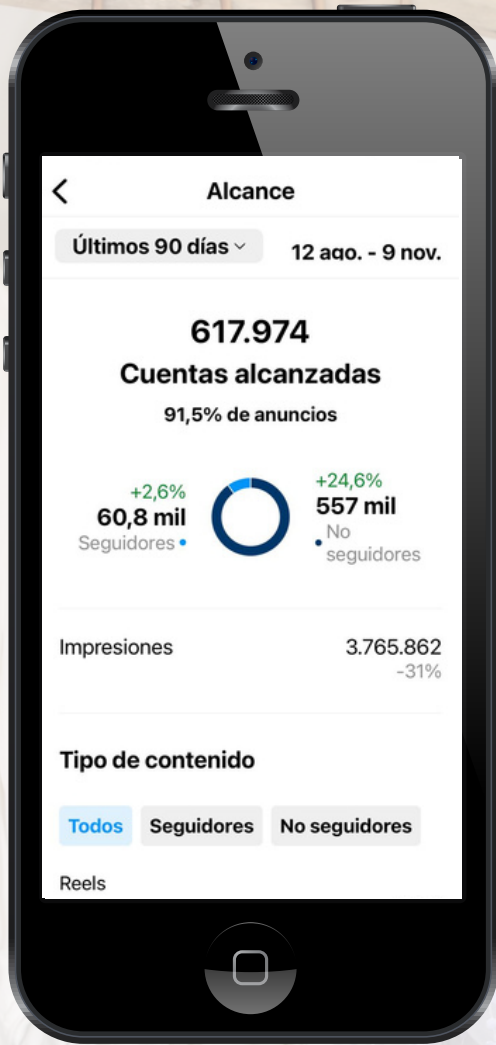 Alcance
Últimos 90 días
12 ago. - 9 nov.
617.974
Cuentas alcanzadas
91,5% de anuncios
+2,6%
60,8 mil
Seguidores
+24,6%
557 mil
No
seguidores
Impresiones
3.765.862
-31%
Tipo de contenido
Todos
Seguidores
No seguidores
Reels